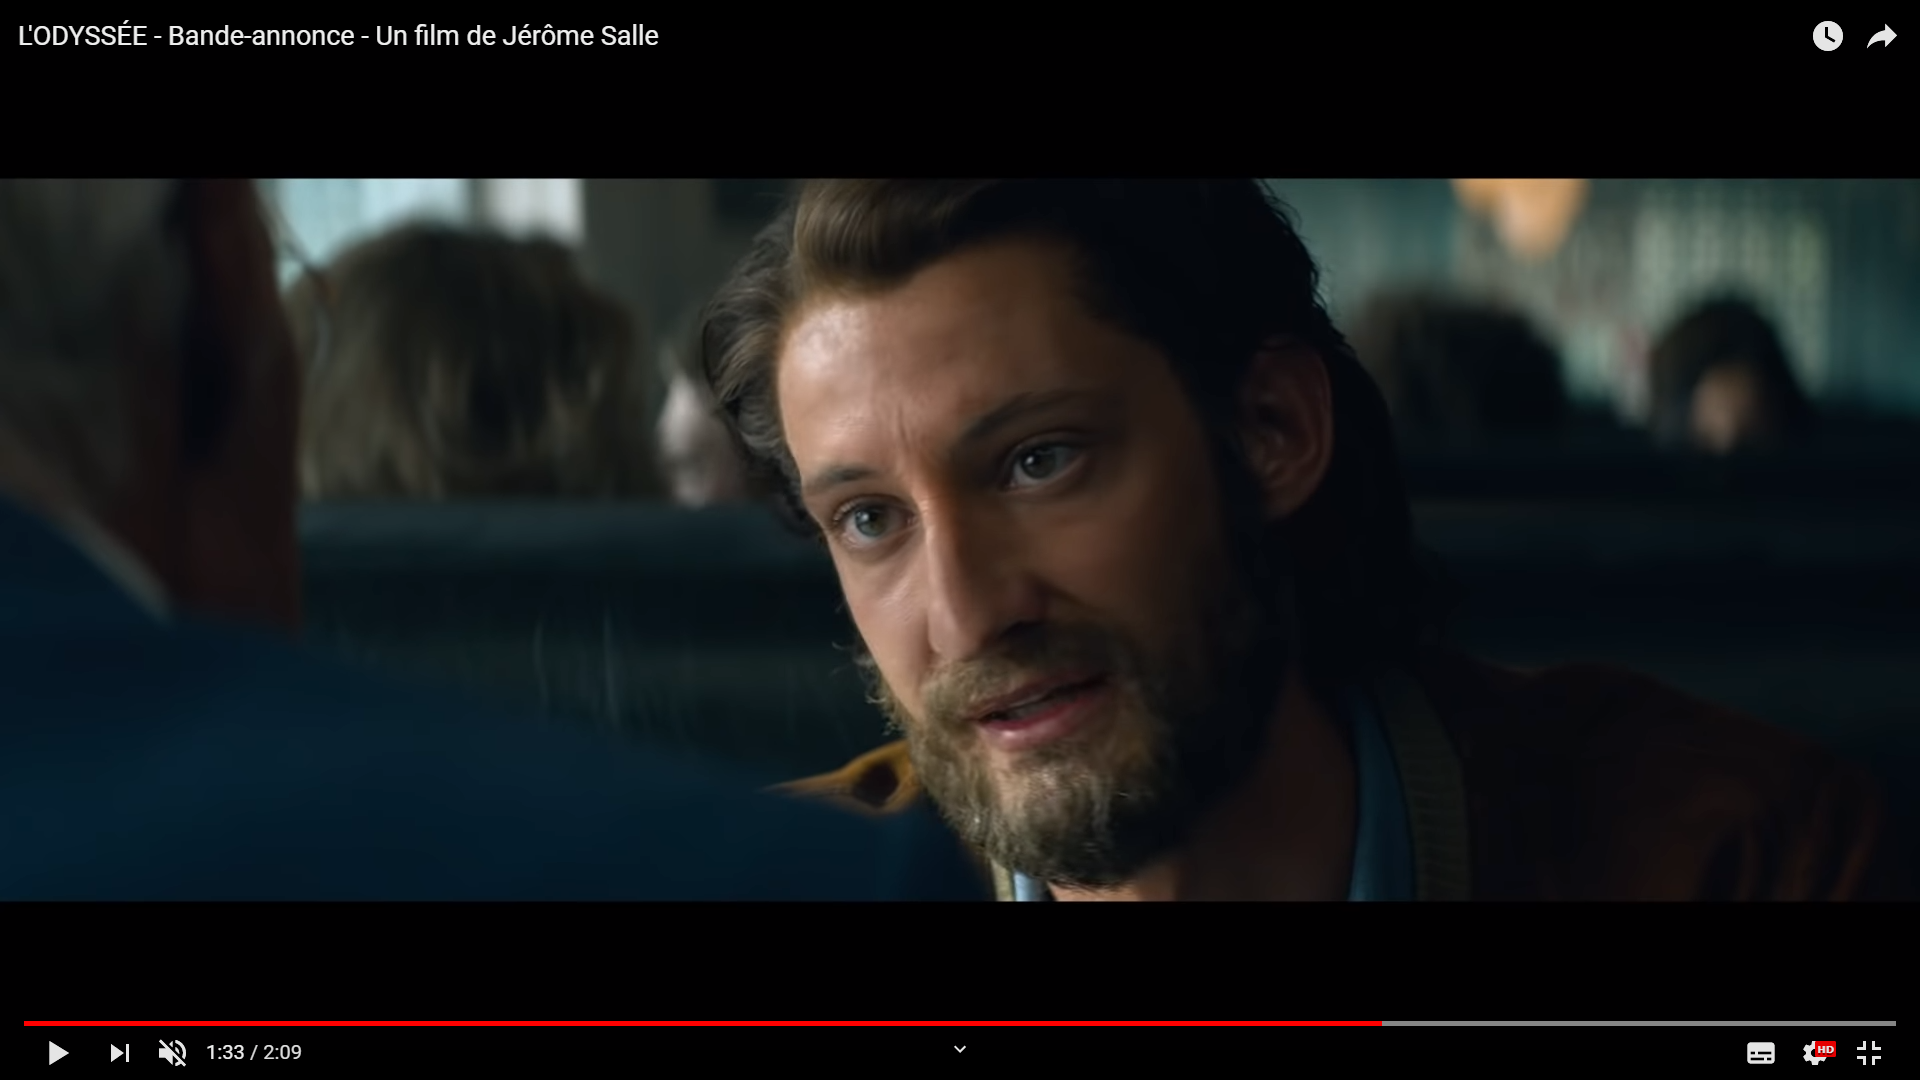 L'ODYSSÉE - Bande-annonce - Un film de Jérôme Salle
1:33 / 2:09
HD